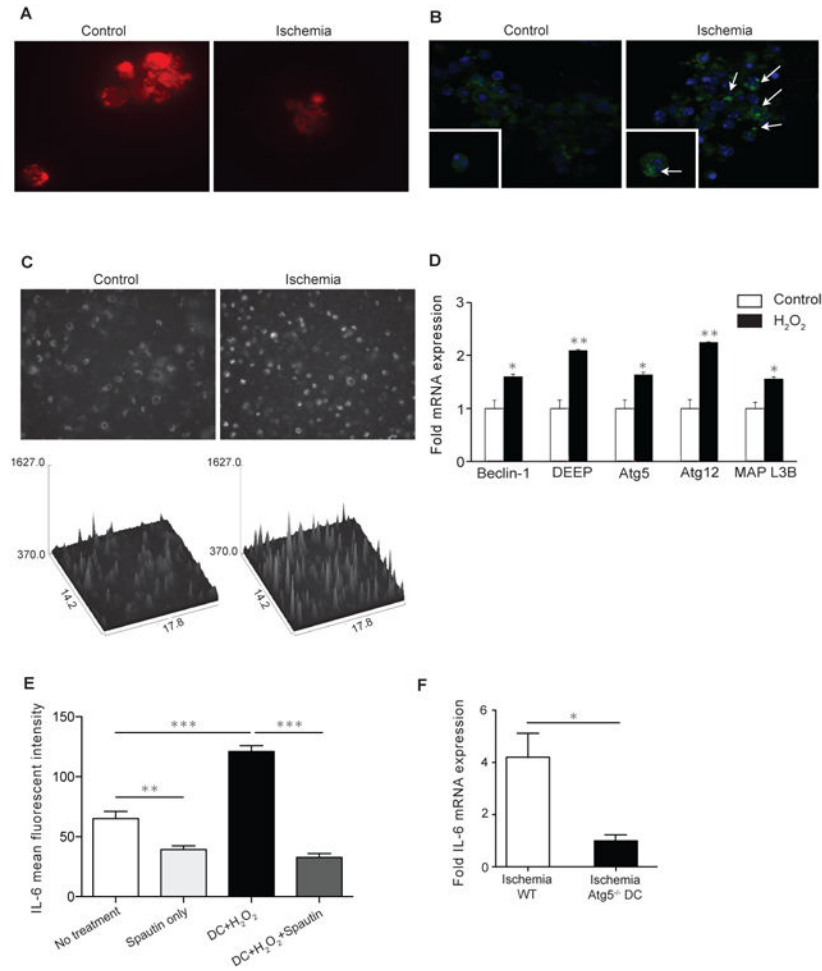 A
Control
Ischemia
B
Control
Ischemia
C
Control
Ischemia
1627.0
370.0
14.2
17.8
1627.0
370.0
14.2
17.8
D
Fold mRNA expression
3
2
1
0
Control
H₂O₂
*
**
*
**
*
Beclin-1
DEEP
Atg5
Atg12
MAP L3B
E
IL-6 mean fluorescent intensity
150
100
50
0
***
***
**
No treatment
Spautin only
DC+H₂O₂
DC+H₂O₂+Spautin
F
Fold IL-6 mRNA expression
6
4
2
0
*
Ischemia
WT
Ischemia
Atg5⁻/⁻ DC